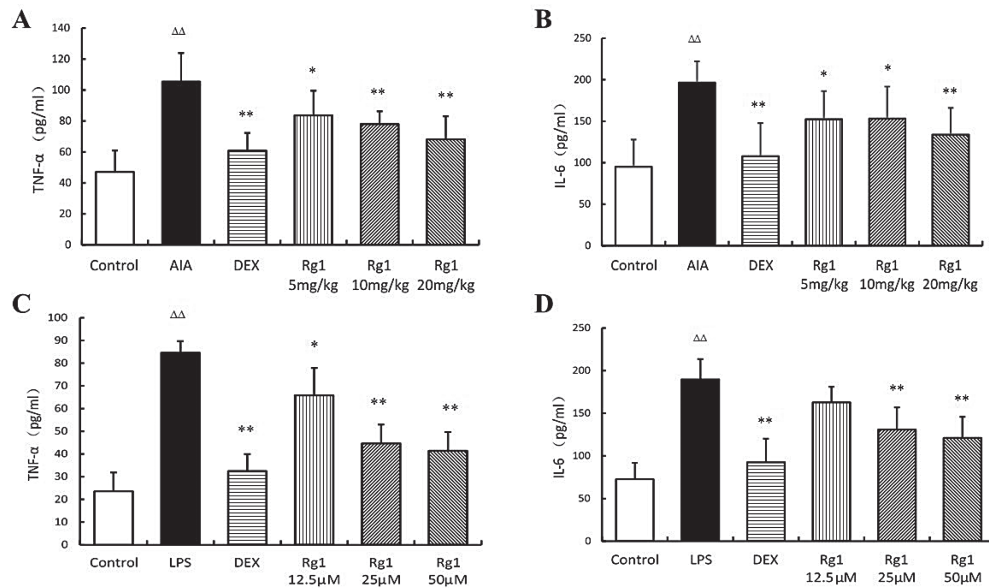 A
TNF-α（pg/ml）
140
120
100
80
60
40
20
0
ΔΔ
**
*
**
**
Control AIA DEX Rg1 Rg1 Rg1
5mg/kg 10mg/kg 20mg/kg
B
IL-6（pg/ml）
250
200
150
100
50
0
ΔΔ
**
*
*
**
Control AIA DEX Rg1 Rg1 Rg1
5mg/kg 10mg/kg 20mg/kg
C
TNF-α（pg/ml）
100
90
80
70
60
50
40
30
20
10
0
ΔΔ
**
*
**
**
Control LPS DEX Rg1 Rg1 Rg1
12.5μM 25μM 50μM
D
IL-6（pg/ml）
250
200
150
100
50
0
ΔΔ
**
**
**
Control LPS DEX Rg1 Rg1 Rg1
12.5μM 25μM 50μM